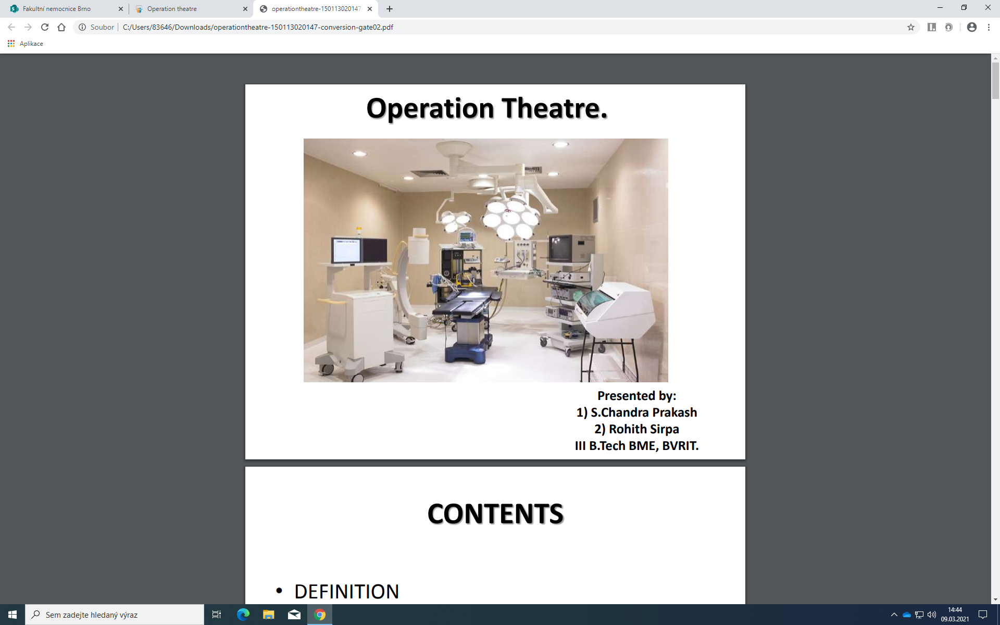 Fakultní nemocnice Brno
Operation theatre
operationtheatre-150113020147
Soubor
C:/Users/83646/Downloads/operationtheatre-150113020147-conversion-gate02.pdf
Aplikace
Operation Theatre.
Presented by:
1) S.Chandra Prakash
2) Rohith Sirpa
III B.Tech BME, BVRIT.
CONTENTS
• DEFINITION
Sem zadejte hledaný výraz
14:44
09.03.2021